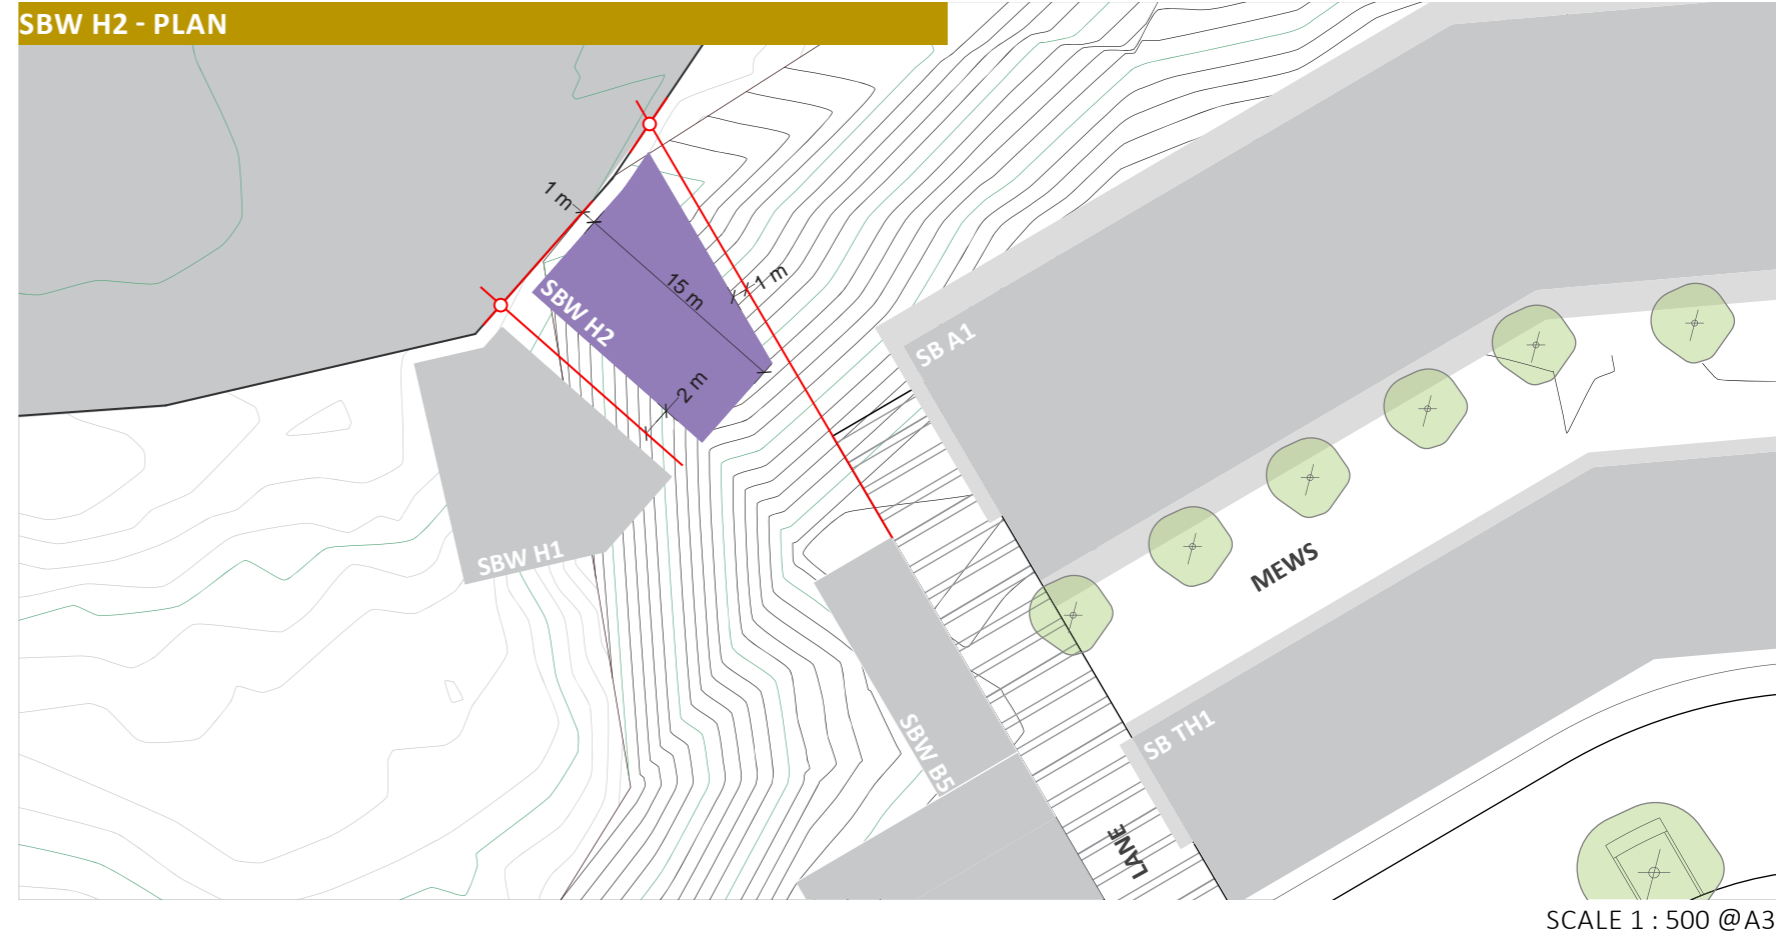 SBW H2 - PLAN
1 m
15 m
1 m
SBW H2
2 m
SB A1
SBW H1
MEWS
SBW B5
SB TH1
LANE
SCALE 1 : 500 @A3